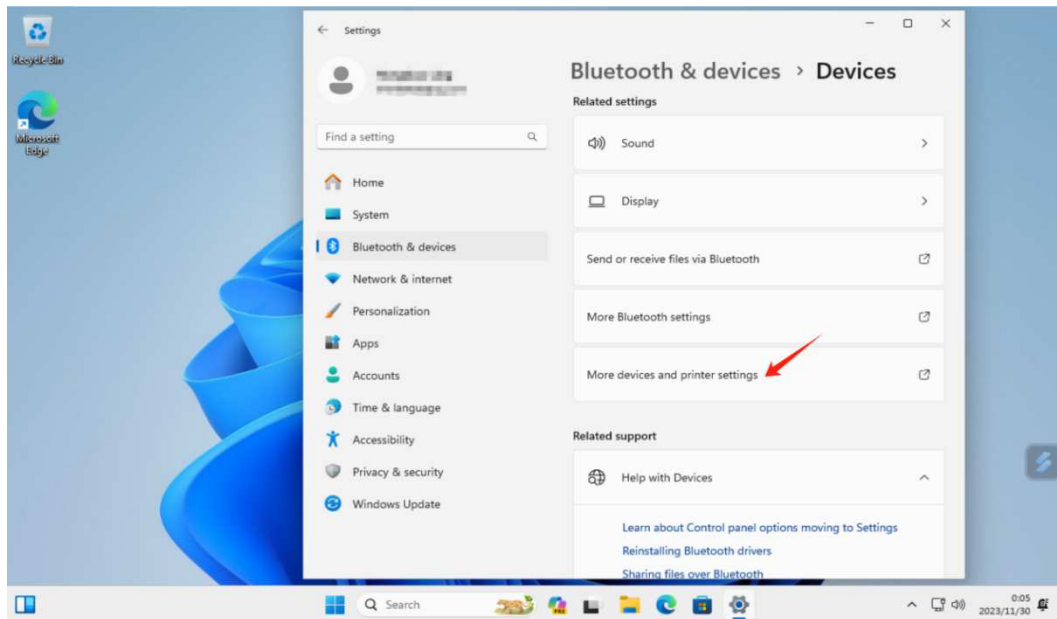 Recycle Bin
Microsoft
Edge
Settings
Find a setting
Home
System
Bluetooth & devices
Network & internet
Personalization
Apps
Accounts
Time & language
Accessibility
Privacy & security
Windows Update
Bluetooth & devices > Devices
Related settings
Sound
Display
Send or receive files via Bluetooth
More Bluetooth settings
More devices and printer settings
Related support
Help with Devices
Learn about Control panel options moving to Settings
Reinstalling Bluetooth drivers
Sharing files over Bluetooth
Search
0:05
2023/11/30